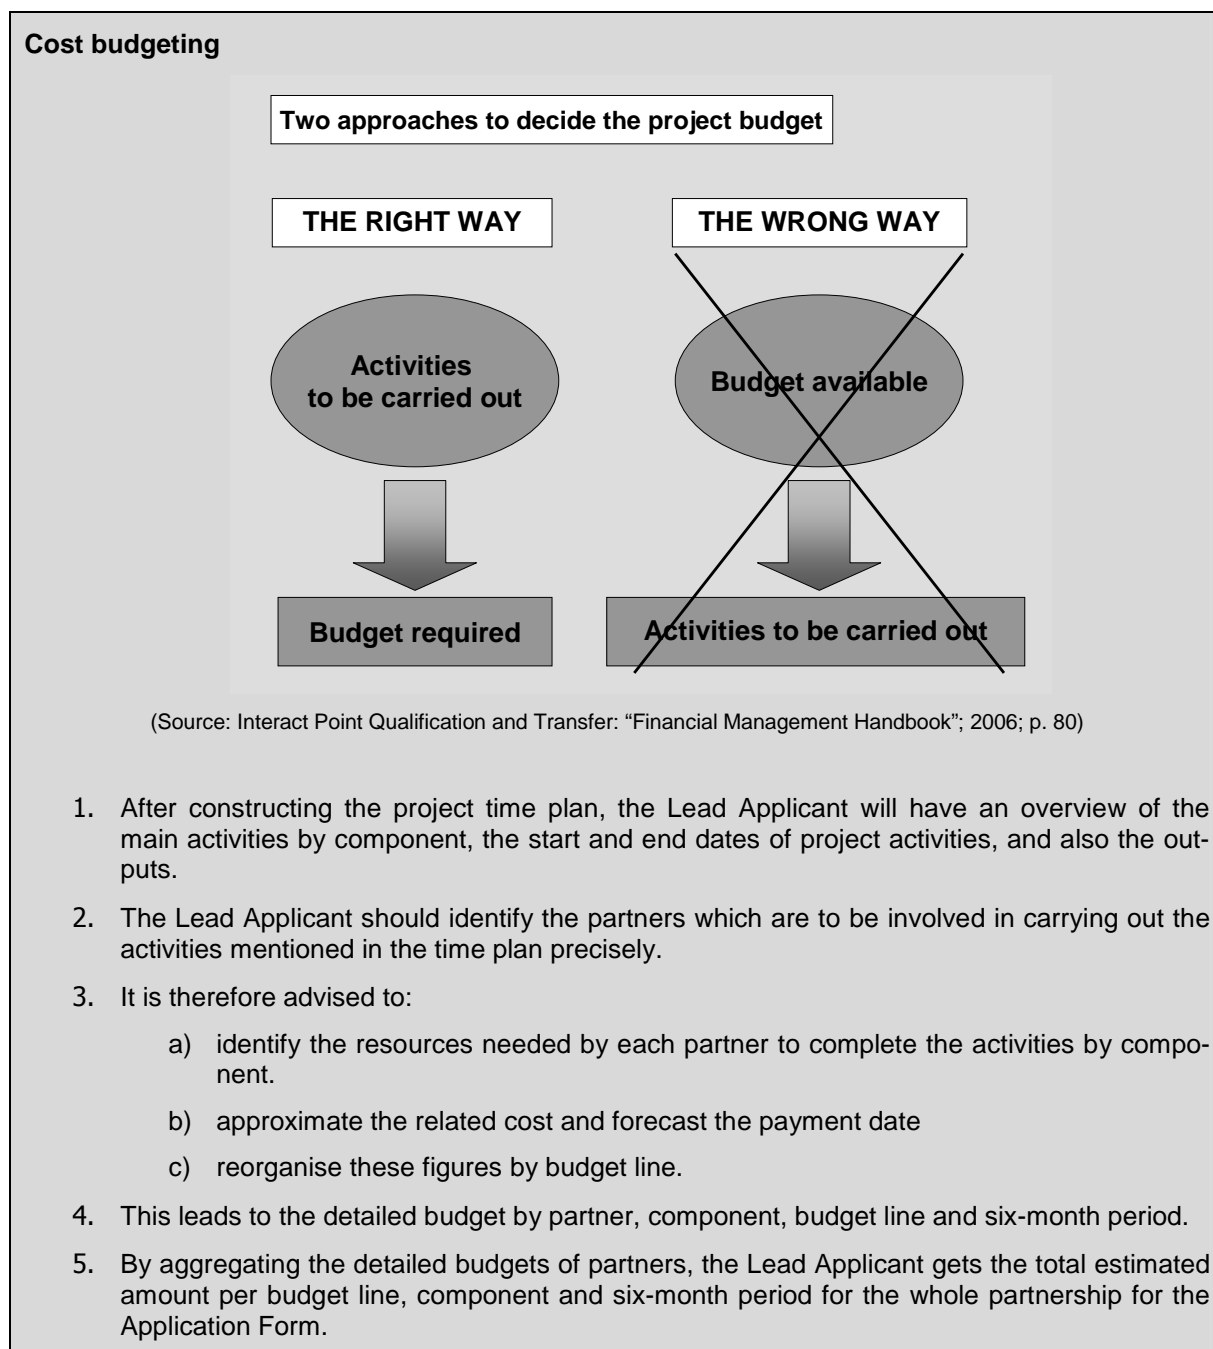 Cost budgeting
Two approaches to decide the project budget
THE RIGHT WAY
THE WRONG WAY
Activities
to be carried out
Budget available
Budget required
Activities to be carried out
(Source: Interact Point Qualification and Transfer: “Financial Management Handbook”; 2006; p. 80)
1. After constructing the project time plan, the Lead Applicant will have an overview of the
main activities by component, the start and end dates of project activities, and also the out-
puts.
2. The Lead Applicant should identify the partners which are to be involved in carrying out the
activities mentioned in the time plan precisely.
3. It is therefore advised to:
a) identify the resources needed by each partner to complete the activities by compo-
nent.
b) approximate the related cost and forecast the payment date
c) reorganise these figures by budget line.
4. This leads to the detailed budget by partner, component, budget line and six-month period.
5. By aggregating the detailed budgets of partners, the Lead Applicant gets the total estimated
amount per budget line, component and six-month period for the whole partnership for the
Application Form.